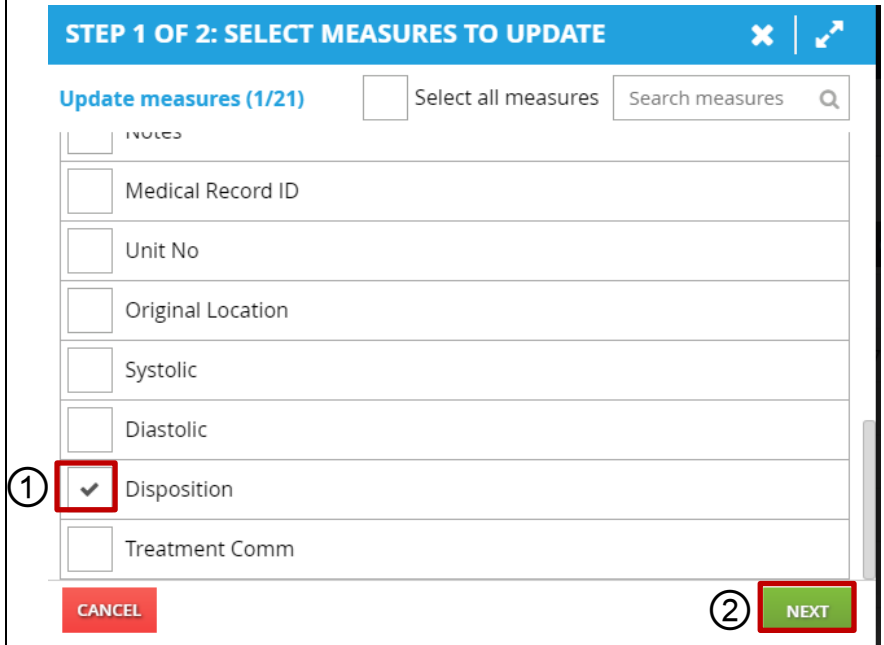 STEP 1 OF 2: SELECT MEASURES TO UPDATE
Update measures (1/21) Select all measures Search measures
Notes
Medical Record ID
Unit No
Original Location
Systolic
Diastolic
① Disposition
Treatment Comm
CANCEL ② NEXT